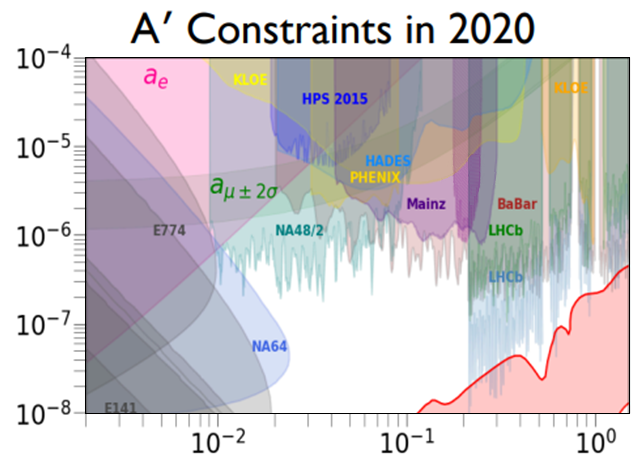 A′ Constraints in 2020
10⁻⁴
10⁻⁵
10⁻⁶
10⁻⁷
10⁻⁸
aₑ
KLOE
HPS 2015
KLOE
HADES
PHENIX
a μ ± 2σ
Mainz
BaBar
E774
NA48/2
LHCb
LHCb
NA64
E141
10⁻²
10⁻¹
10⁰